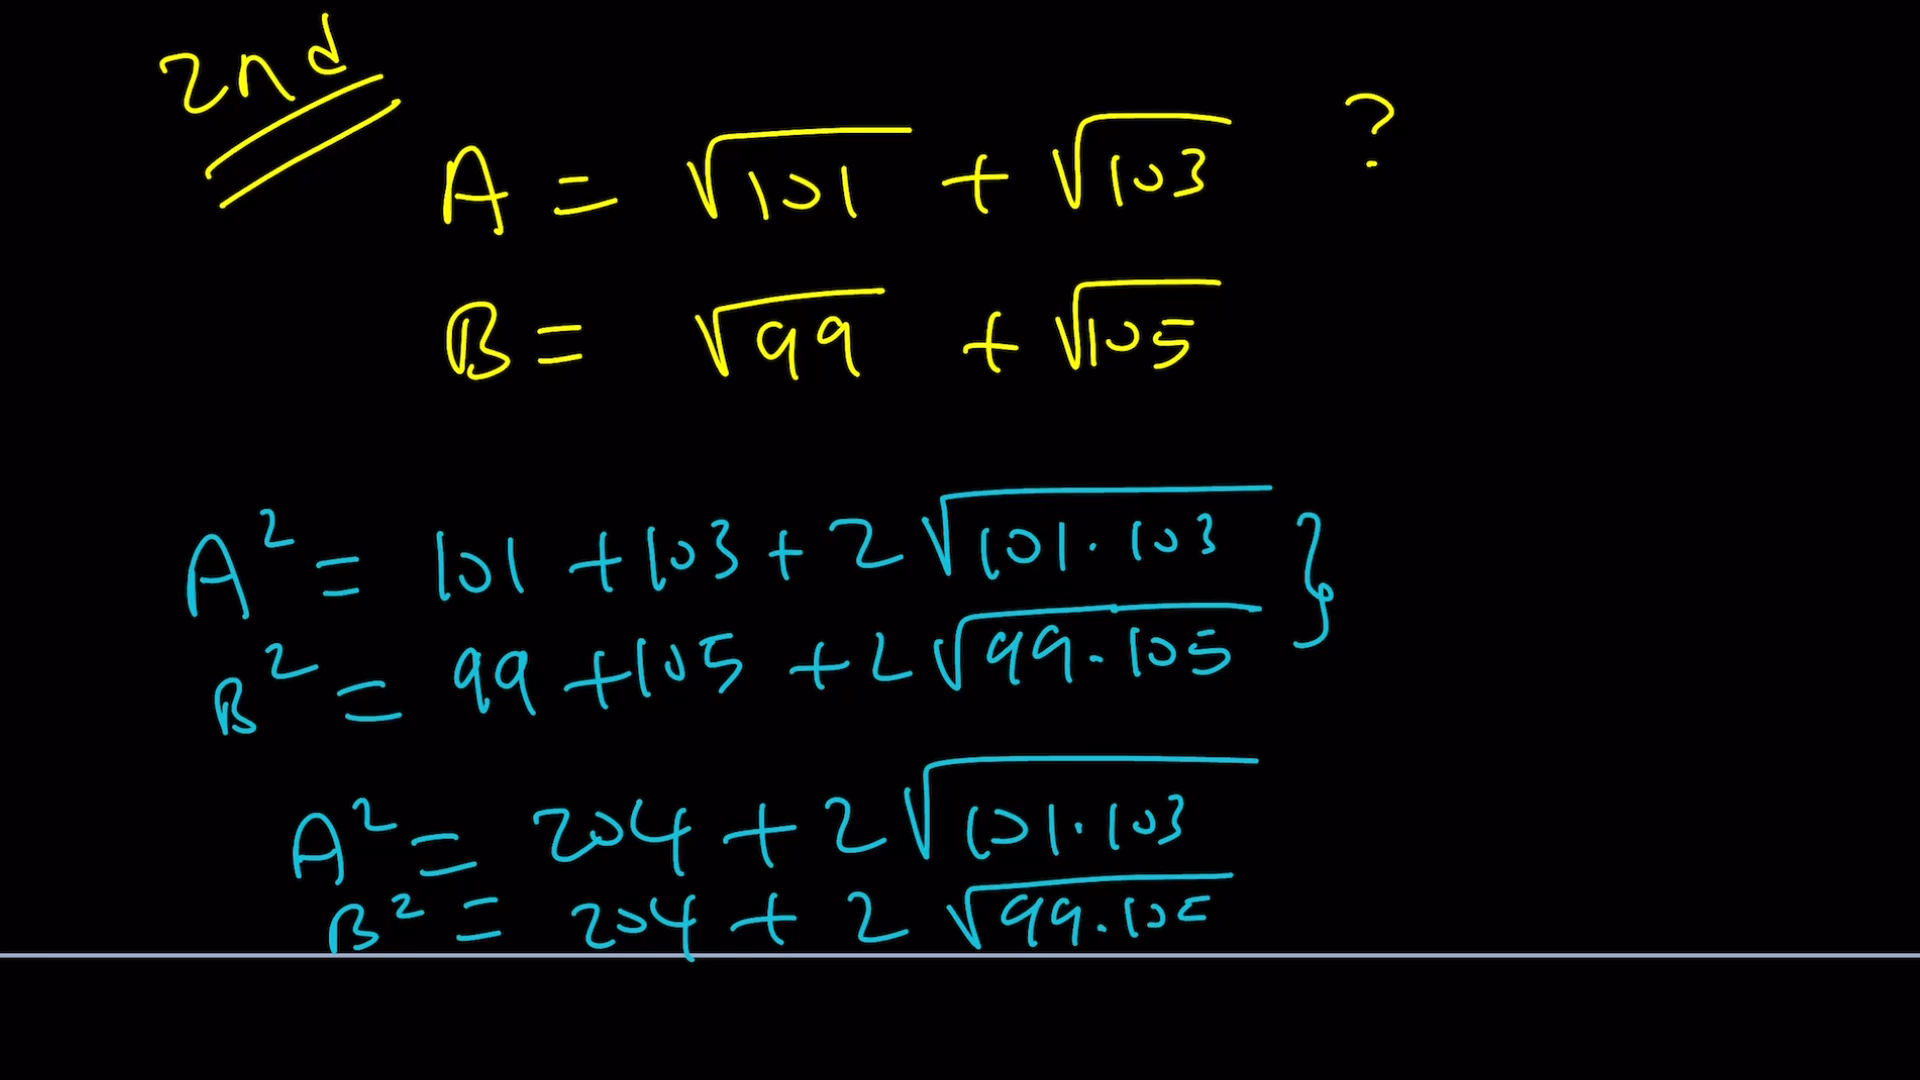 2nd
A = √101 + √103 ?
B = √99 + √105
A² = 101 + 103 + 2√101·103 }
B² = 99 + 105 + 2√99·105
A² = 204 + 2√101·103
B² = 204 + 2√99·105